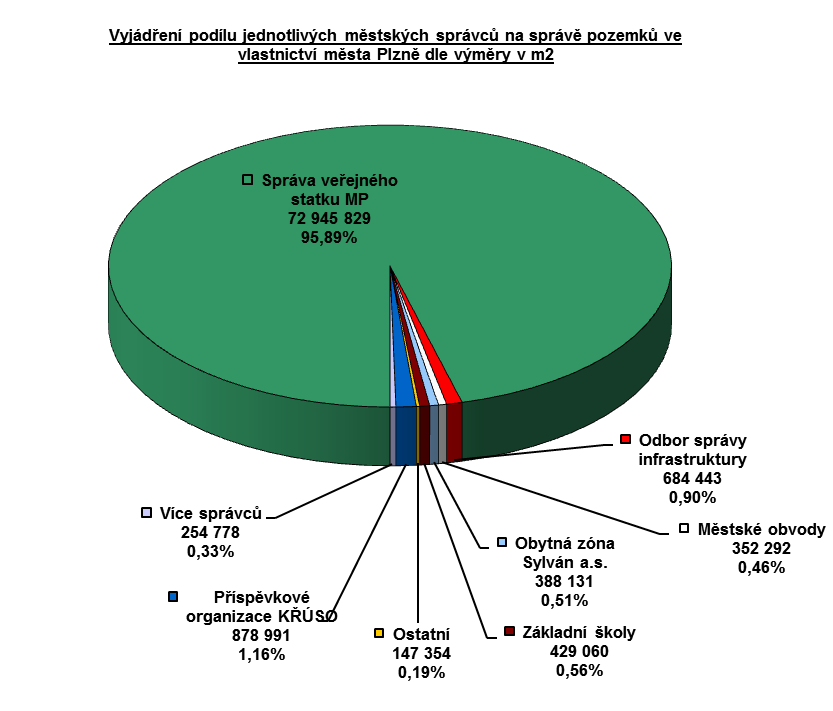 Vyjádření podílu jednotlivých městských správců na správě pozemků ve
vlastnictví města Plzně dle výměry v m2
Správa veřejného
statku MP
72 945 829
95,89%
Odbor správy
infrastruktury
684 443
0,90%
Městské obvody
352 292
0,46%
Obytná zóna
Sylván a.s.
388 131
0,51%
Základní školy
429 060
0,56%
Ostatní
147 354
0,19%
Příspěvkové
organizace KŘÚSO
878 991
1,16%
Více správců
254 778
0,33%